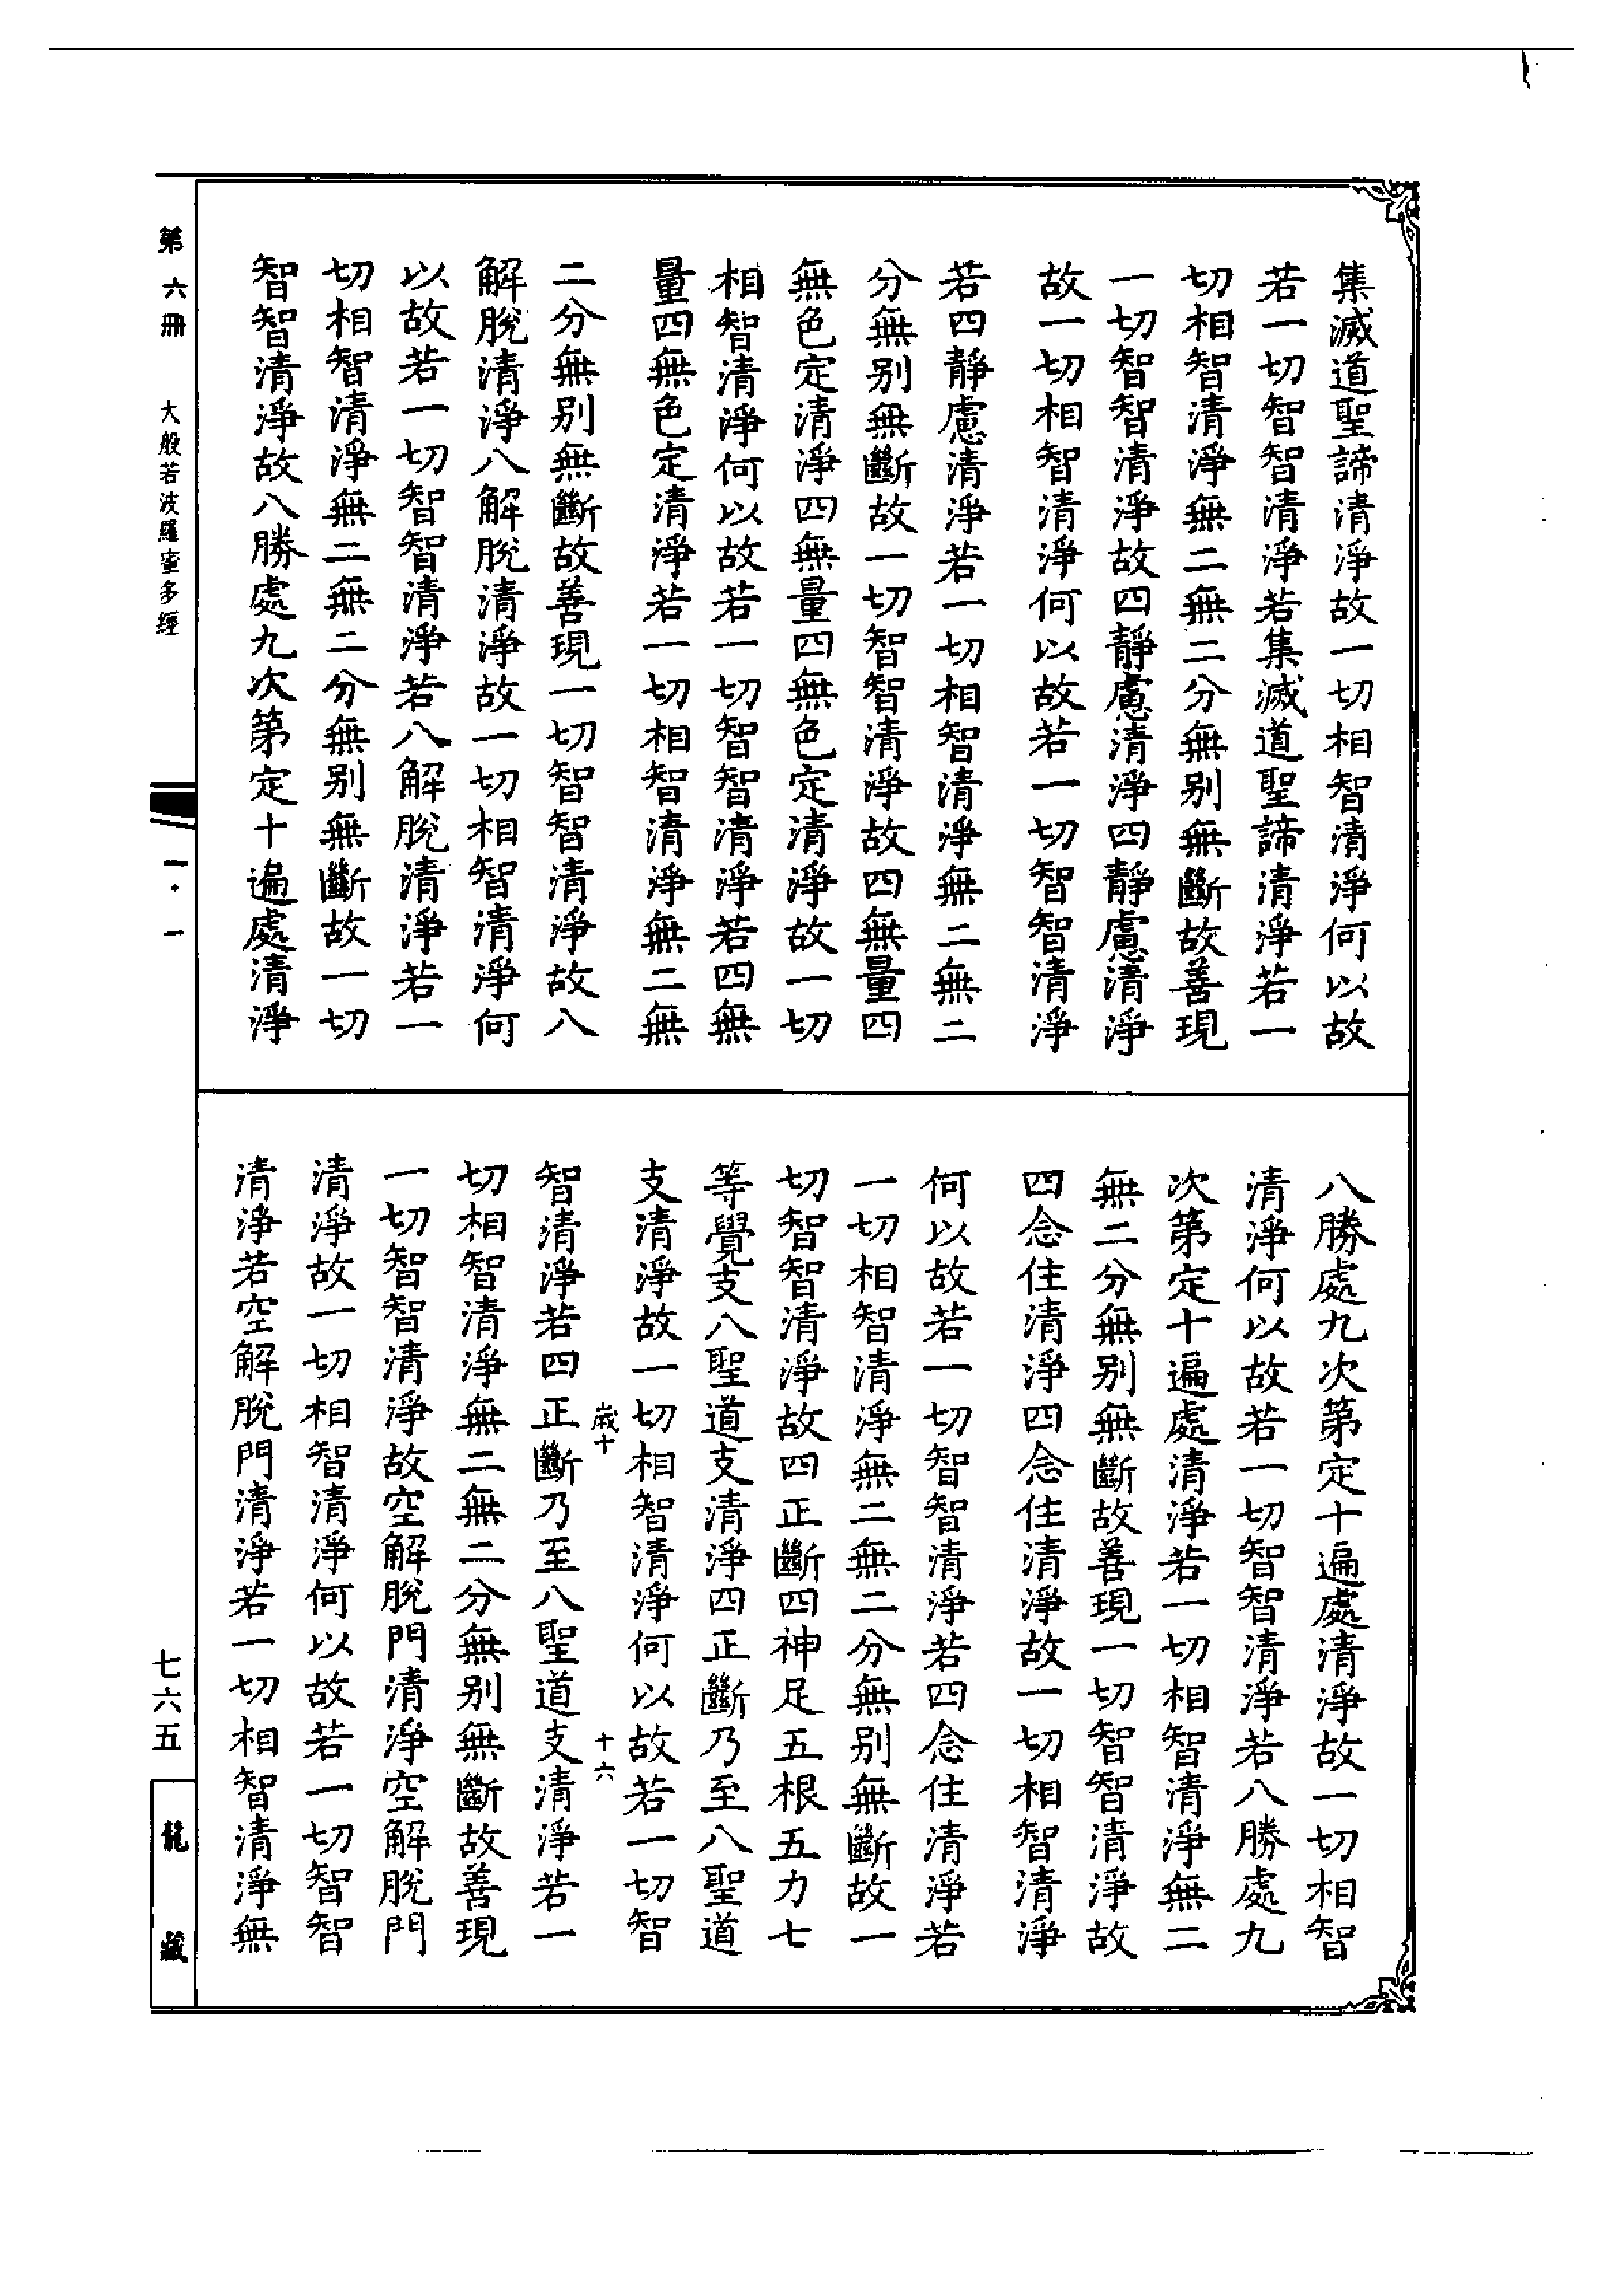 集滅道聖諦清淨故一切相智清淨何以故
若一切智智清淨若集滅道聖諦清淨若一
切相智清淨無二無二分無別無斷故善現
一切智智清淨故四靜慮清淨四靜慮清淨
故一切相智清淨何以故若一切智智清淨
若四靜慮清淨若一切相智清淨無二無二
分無別無斷故一切智智清淨故四無量四
無色定清淨四無量四無色定清淨故一切
相智清淨何以故若一切智智清淨若四無
量四無色定清淨若一切相智清淨無二無
二分無別無斷故善現一切智智清淨故八
解脫清淨八解脫清淨故一切相智清淨何
以故若一切智智清淨若八解脫清淨若一
切相智清淨無二無二分無別無斷故一切
智智清淨故八勝處九次第定十遍處清淨
八勝處九次第定十遍處清淨故一切相智
清淨何以故若一切智智清淨若八勝處九
次第定十遍處清淨若一切相智清淨無二
無二分無別無斷故善現一切智智清淨故
四念住清淨四念住清淨故一切相智清淨
何以故若一切智智清淨若四念住清淨若
一切相智清淨無二無二分無別無斷故一
切智智清淨故四正斷四神足五根五力七
等覺支八聖道支清淨四正斷乃至八聖道
支清淨故一切相智清淨何以故若一切智
歲十 十六
智清淨若四正斷乃至八聖道支清淨若一
切相智清淨無二無二分無別無斷故善現
一切智智清淨故空解脫門清淨空解脫門
清淨故一切相智清淨何以故若一切智智
清淨若空解脫門清淨若一切相智清淨無
第六冊 大般若波羅蜜多經 一·一
七六五 龍藏